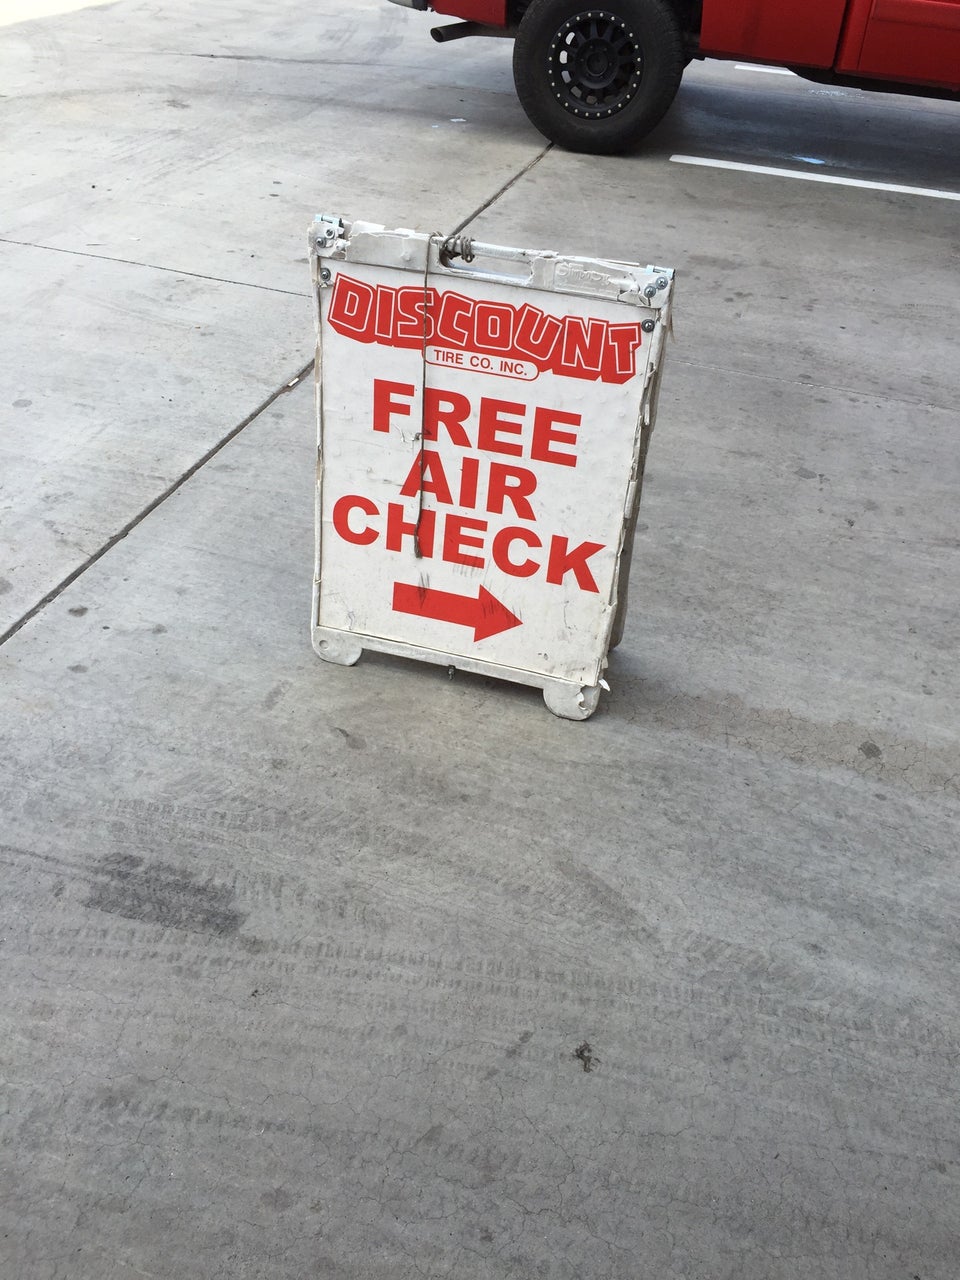 DISCOUNT
TIRE CO. INC.
FREE
AIR
CHECK